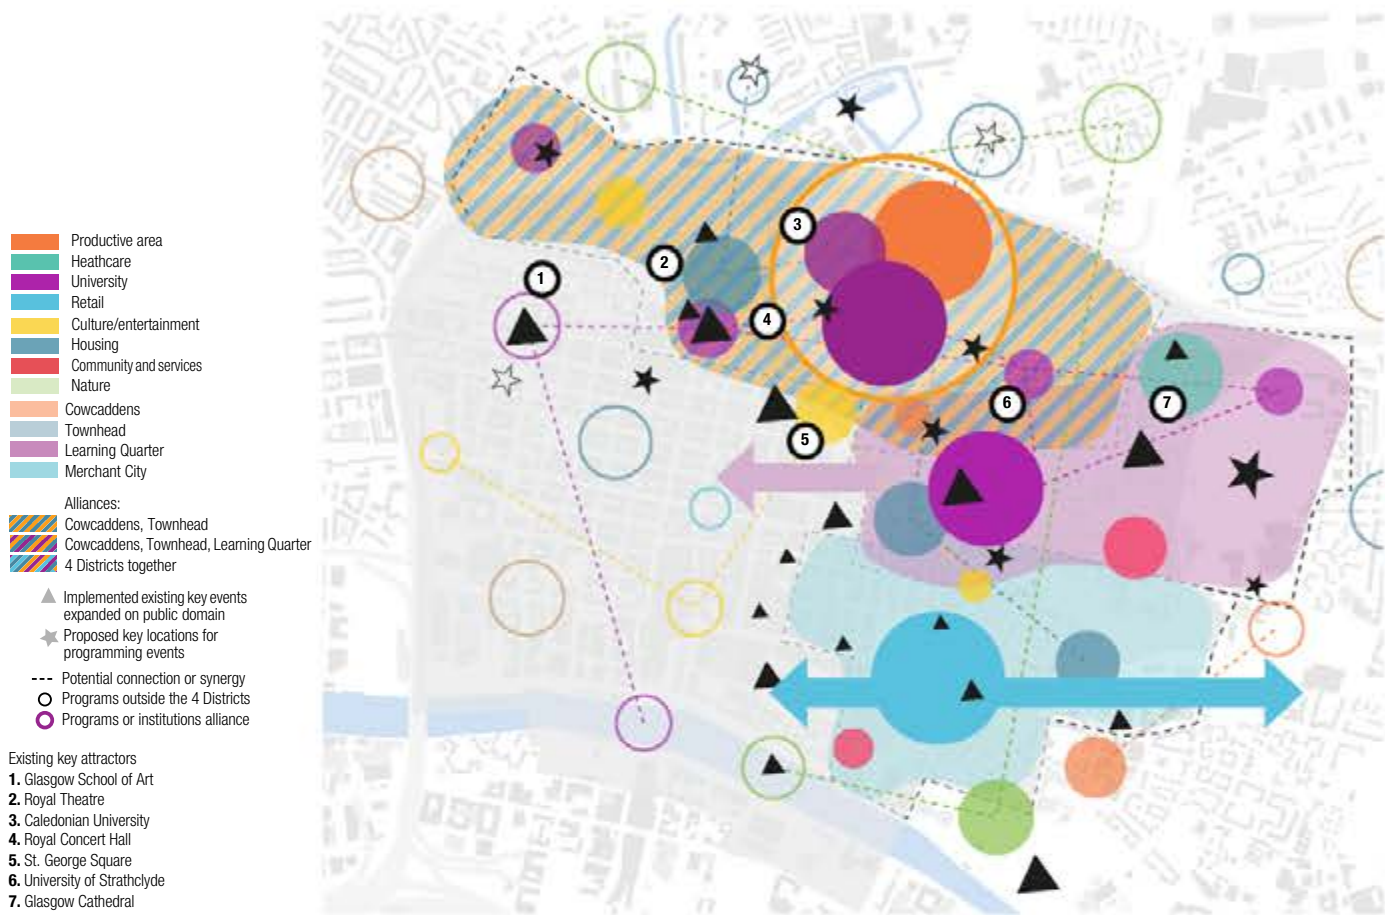 Productive area
Heathcare
University
Retail
Culture/entertainment
Housing
Community and services
Nature
Cowcaddens
Townhead
Learning Quarter
Merchant City
Alliances:
Cowcaddens, Townhead
Cowcaddens, Townhead, Learning Quarter
4 Districts together
Implemented existing key events
expanded on public domain
Proposed key locations for
programming events
Potential connection or synergy
Programs outside the 4 Districts
Programs or institutions alliance
Existing key attractors
1. Glasgow School of Art
2. Royal Theatre
3. Caledonian University
4. Royal Concert Hall
5. St. George Square
6. University of Strathclyde
7. Glasgow Cathedral
3
2
1
4
6
7
5